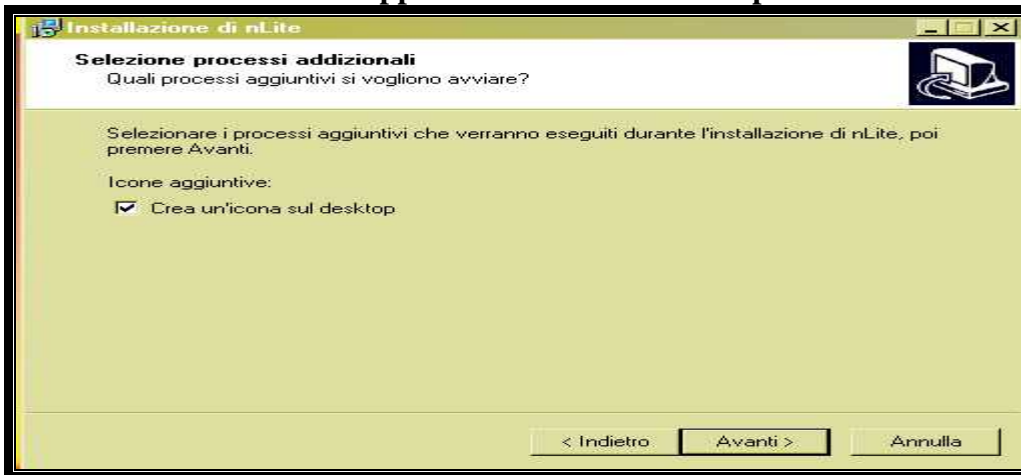 Installazione di nLite
Selezione processi addizionali
Quali processi aggiuntivi si vogliono avviare?
Selezionare i processi aggiuntivi che verranno eseguiti durante l'installazione di nLite, poi
premere Avanti.
Icone aggiuntive:
Crea un'icona sul desktop
< Indietro Avanti > Annulla